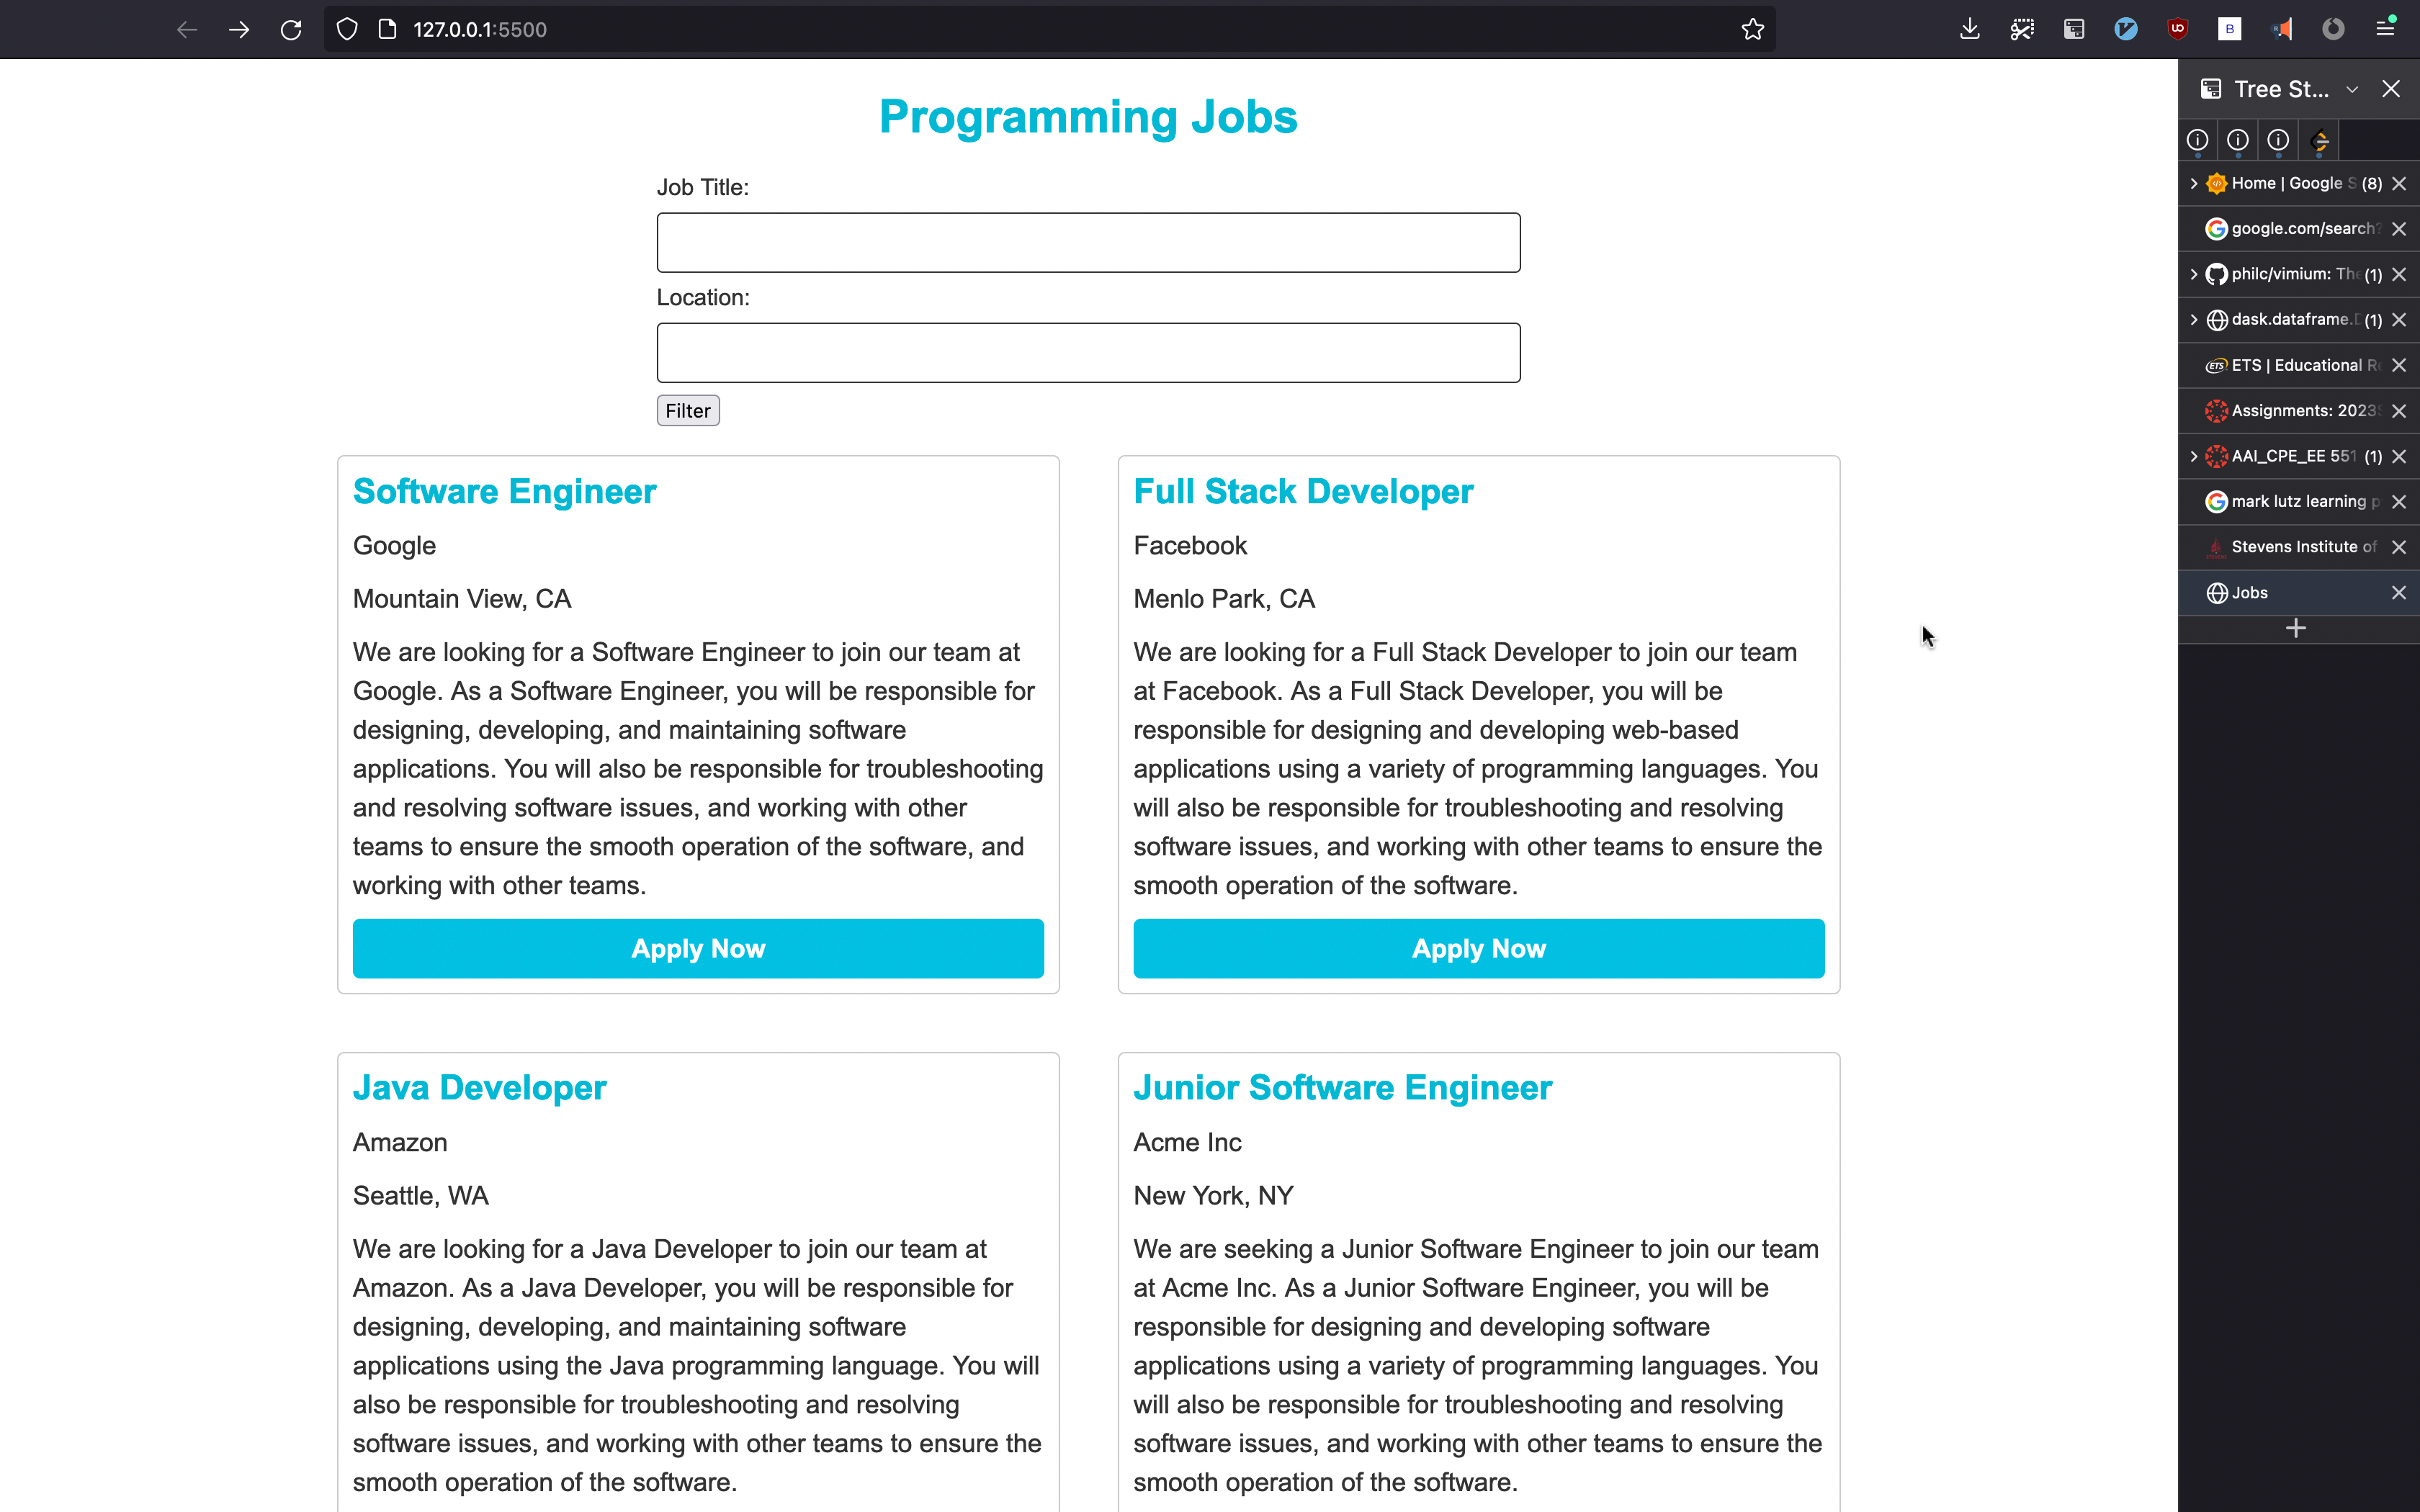 127.0.0.1:5500
Programming Jobs
Job Title:
Location:
Filter
Software Engineer
Google
Mountain View, CA
We are looking for a Software Engineer to join our team at
Google. As a Software Engineer, you will be responsible for
designing, developing, and maintaining software
applications. You will also be responsible for troubleshooting
and resolving software issues, and working with other
teams to ensure the smooth operation of the software, and
working with other teams.
Apply Now
Full Stack Developer
Facebook
Menlo Park, CA
We are looking for a Full Stack Developer to join our team
at Facebook. As a Full Stack Developer, you will be
responsible for designing and developing web-based
applications using a variety of programming languages. You
will also be responsible for troubleshooting and resolving
software issues, and working with other teams to ensure the
smooth operation of the software.
Apply Now
Java Developer
Amazon
Seattle, WA
We are looking for a Java Developer to join our team at
Amazon. As a Java Developer, you will be responsible for
designing, developing, and maintaining software
applications using the Java programming language. You will
also be responsible for troubleshooting and resolving
software issues, and working with other teams to ensure the
smooth operation of the software.
Junior Software Engineer
Acme Inc
New York, NY
We are seeking a Junior Software Engineer to join our team
at Acme Inc. As a Junior Software Engineer, you will be
responsible for designing and developing software
applications using a variety of programming languages. You
will also be responsible for troubleshooting and resolving
software issues, and working with other teams to ensure the
smooth operation of the software.
Tree St...
Home | Google S (8)
google.com/search?
philc/vimium: The (1)
dask.dataframe.D (1)
ETS | Educational Re
Assignments: 2023S
AAI_CPE_EE 551 (1)
mark lutz learning p
Stevens Institute of
Jobs